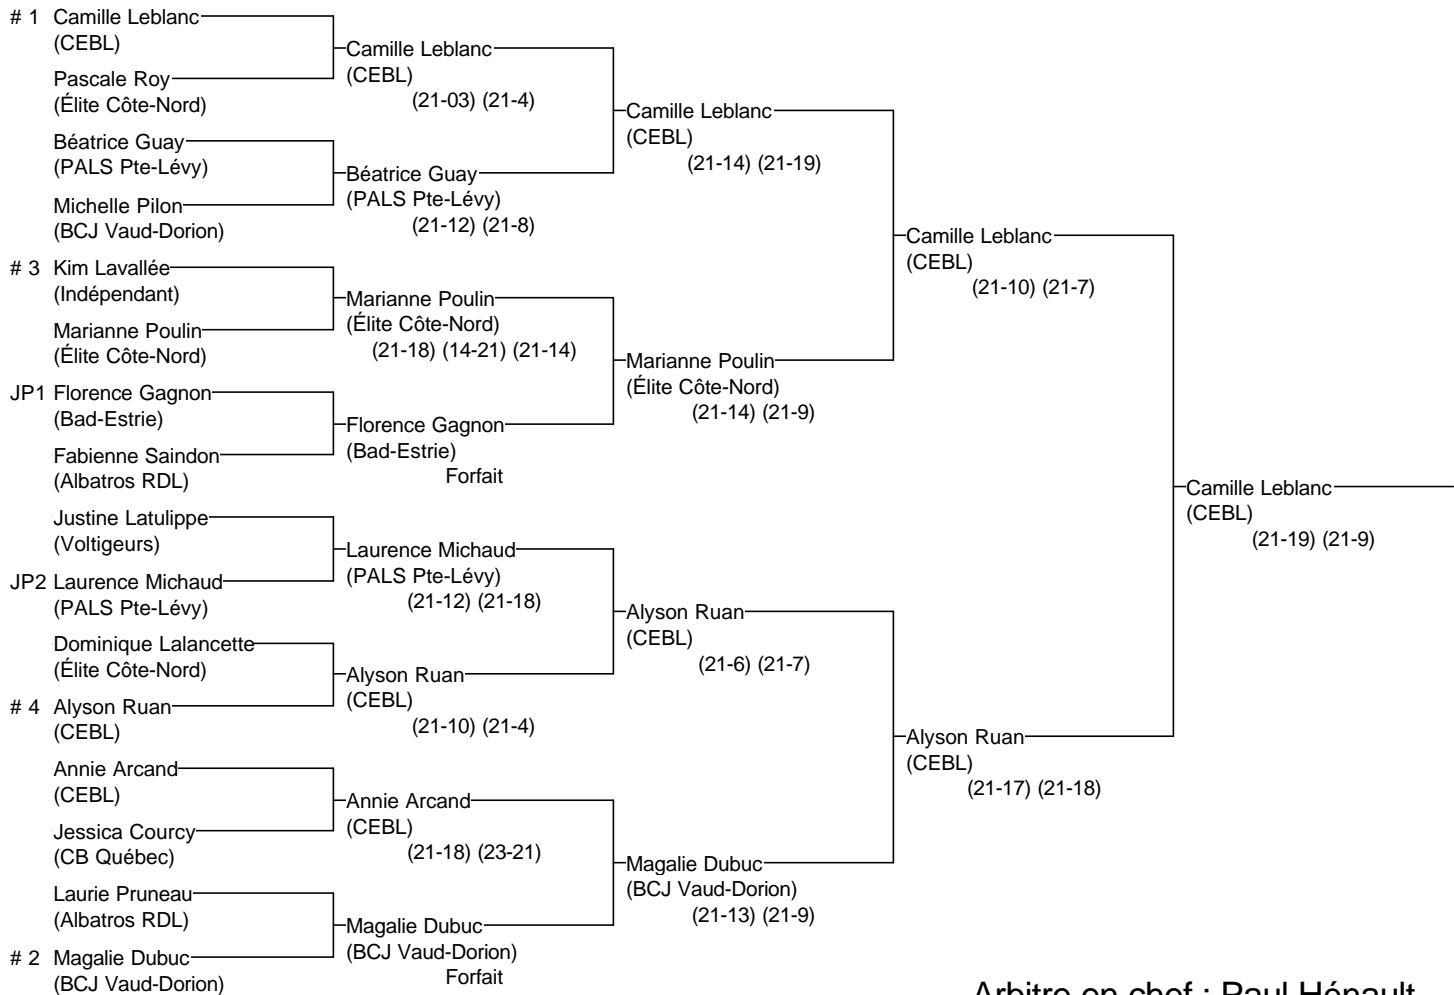 # 1 Camille Leblanc
(CEBL)
Pascale Roy
(Élite Côte-Nord)
Béatrice Guay
(PALS Pte-Lévy)
Michelle Pilon
(BCJ Vaud-Dorion)
# 3 Kim Lavallée
(Indépendant)
Marianne Poulin
(Élite Côte-Nord)
JP1 Florence Gagnon
(Bad-Estrie)
Fabienne Saindon
(Albatros RDL)
Justine Latulippe
(Voltigeurs)
JP2 Laurence Michaud
(PALS Pte-Lévy)
Dominique Lalancette
(Élite Côte-Nord)
# 4 Alyson Ruan
(CEBL)
Annie Arcand
(CEBL)
Jessica Courcy
(CB Québec)
Laurie Pruneau
(Albatros RDL)
# 2 Magalie Dubuc
(BCJ Vaud-Dorion)
Camille Leblanc
(CEBL)
(21-03) (21-4)
Béatrice Guay
(PALS Pte-Lévy)
(21-12) (21-8)
Marianne Poulin
(Élite Côte-Nord)
(21-18) (14-21) (21-14)
Florence Gagnon
(Bad-Estrie)
Forfait
Laurence Michaud
(PALS Pte-Lévy)
(21-12) (21-18)
Alyson Ruan
(CEBL)
(21-10) (21-4)
Annie Arcand
(CEBL)
(21-18) (23-21)
Magalie Dubuc
(BCJ Vaud-Dorion)
Forfait
Camille Leblanc
(CEBL)
(21-14) (21-19)
Marianne Poulin
(Élite Côte-Nord)
(21-14) (21-9)
Alyson Ruan
(CEBL)
(21-6) (21-7)
Magalie Dubuc
(BCJ Vaud-Dorion)
(21-13) (21-9)
Camille Leblanc
(CEBL)
(21-10) (21-7)
Alyson Ruan
(CEBL)
(21-17) (21-18)
Camille Leblanc
(CEBL)
(21-19) (21-9)
Arbitre en chef : Paul Hénault